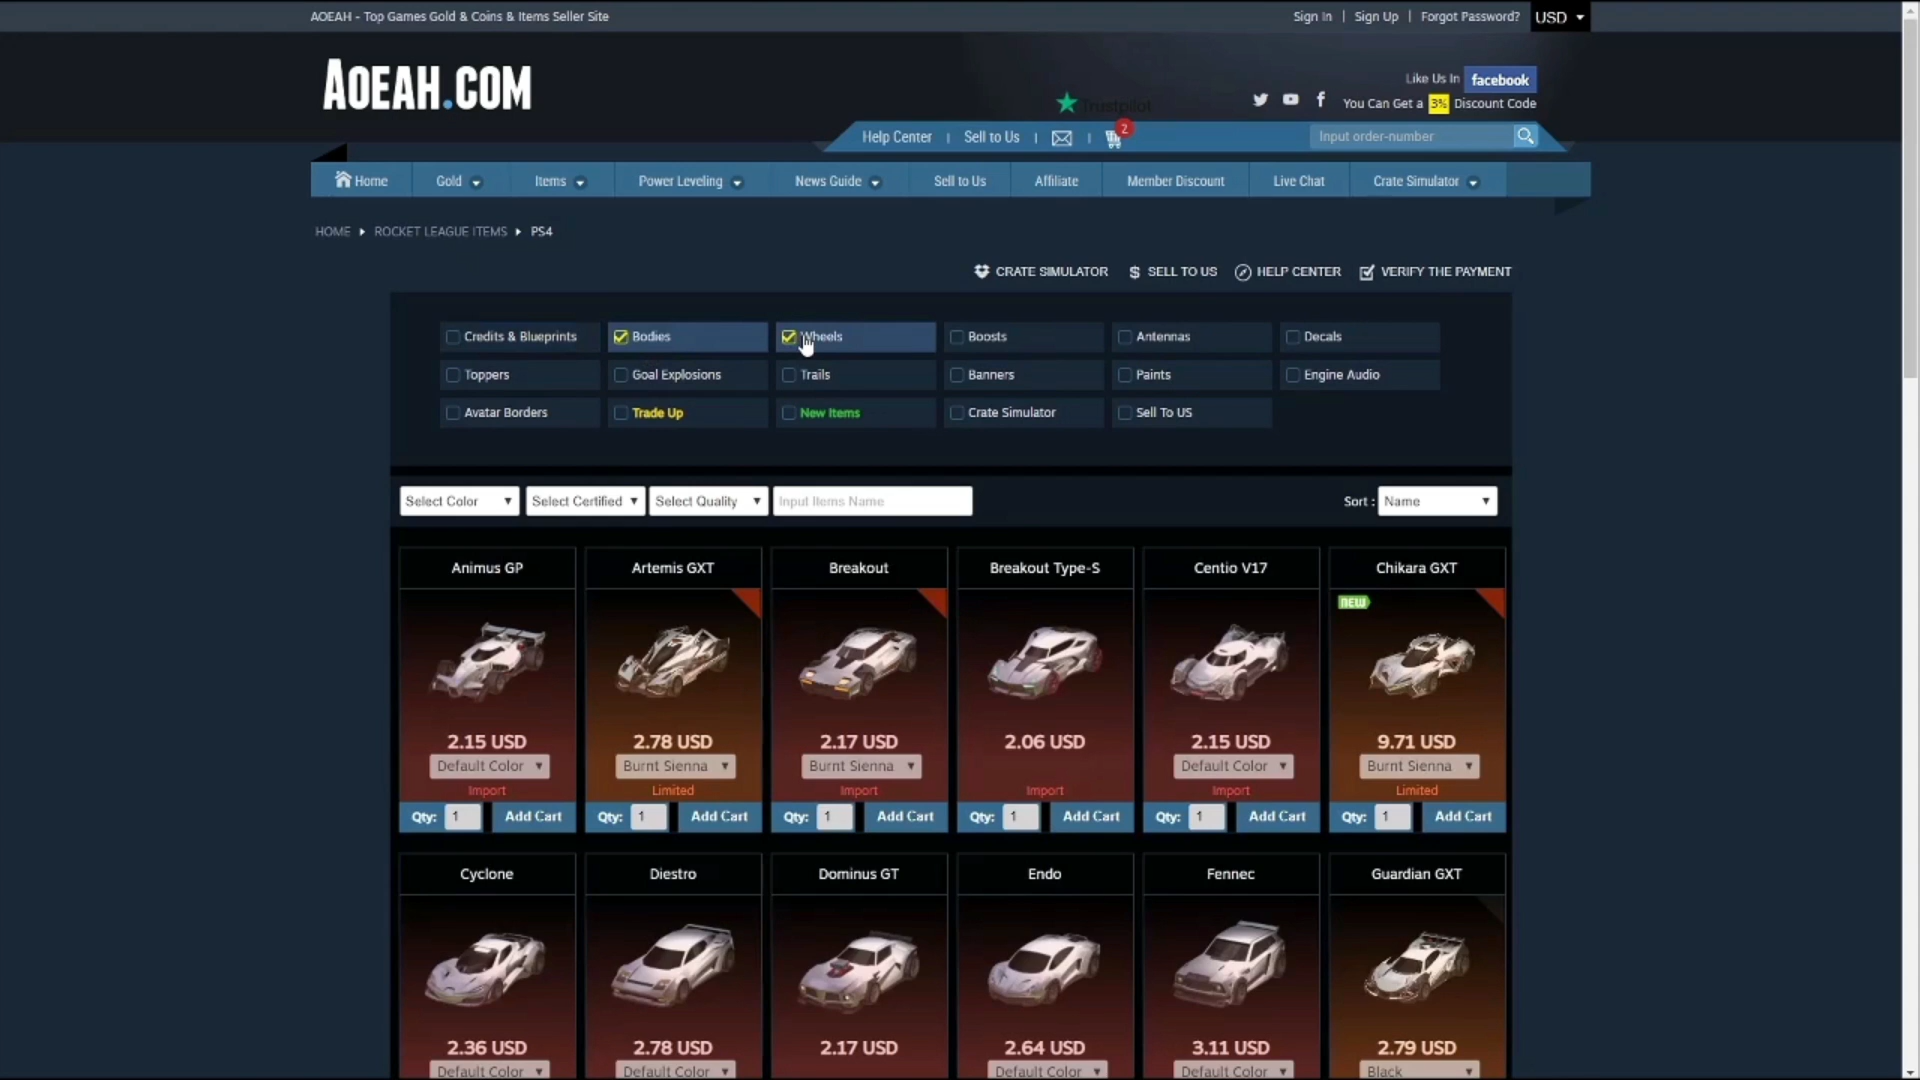 AOEAH - Top Games Gold & Coins & Items Seller Site
Sign In | Sign Up | Forgot Password? USD
AOEAH.COM
Like Us In facebook
Trustpilot
You Can Get a 3% Discount Code
Help Center | Sell to Us | | 2 Input order-number
Home Gold Items Power Leveling News Guide Sell to Us Affiliate Member Discount Live Chat Crate Simulator
HOME ROCKET LEAGUE ITEMS PS4
CRATE SIMULATOR $ SELL TO US HELP CENTER VERIFY THE PAYMENT
Credits & Blueprints Bodies Wheels Boosts Antennas Decals
Toppers Goal Explosions Trails Banners Paints Engine Audio
Avatar Borders Trade Up New Items Crate Simulator Sell To US
Select Color Select Certified Select Quality Input Items Name Sort : Name
Animus GP Artemis GXT Breakout Breakout Type-S Centio V17 Chikara GXT
NEW
2.15 USD 2.78 USD 2.17 USD 2.06 USD 2.15 USD 9.71 USD
Default Color Burnt Sienna Burnt Sienna Default Color Burnt Sienna
Import Limited Import Import Import Limited
Qty: 1 Add Cart Qty: 1 Add Cart Qty: 1 Add Cart Qty: 1 Add Cart Qty: 1 Add Cart Qty: 1 Add Cart
Cyclone Diestro Dominus GT Endo Fennec Guardian GXT
2.36 USD 2.78 USD 2.17 USD 2.64 USD 3.11 USD 2.79 USD
Default Color Default Color Default Color Default Color Black